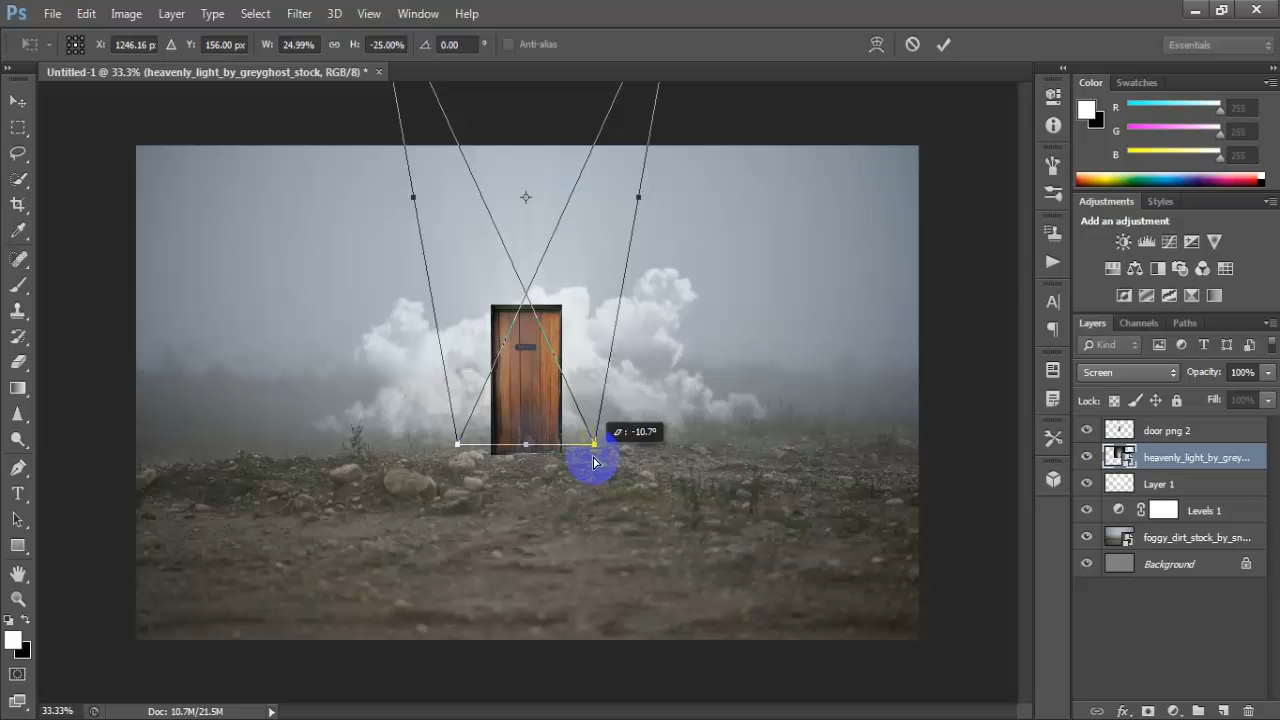 Ps File Edit Image Layer Type Select Filter 3D View Window Help
X: 1246.16 p Y: 156.00 px W: 24.99% H: -25.00% 0.00 ° Anti-alias Essentials
Untitled-1 @ 33.3% (heavenly_light_by_greyghost_stock, RGB/8) * ×
Color Swatches
R 255
G 255
B 255
Adjustments Styles
Add an adjustment
Layers Channels Paths
Kind
Screen Opacity: 100%
Lock: Fill: 100%
door png 2
heavenly_light_by_grey...
Layer 1
Levels 1
foggy_dirt_stock_by_sn...
Background
: -10.7°
33.33% Doc: 10.7M/21.5M